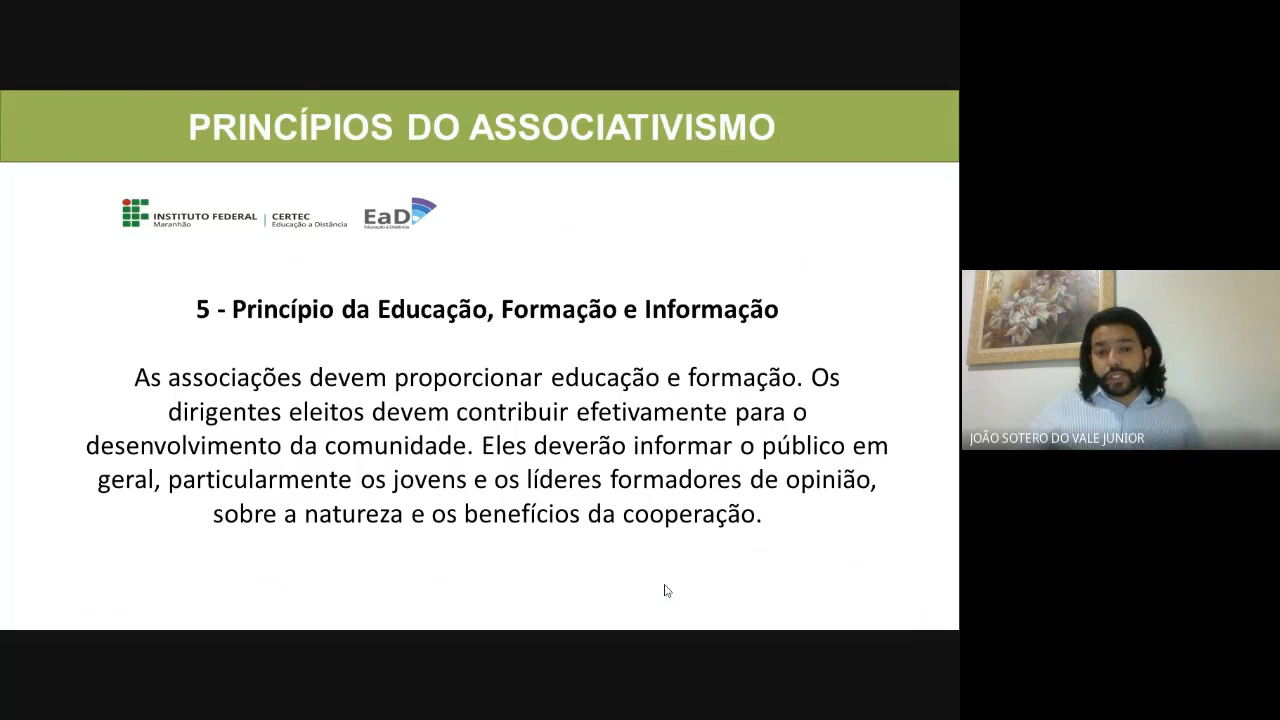 PRINCÍPIOS DO ASSOCIATIVISMO
INSTITUTO FEDERAL
Maranhão
CERTEC
Educação a Distância
EaD
Educação a Distância
5 - Princípio da Educação, Formação e Informação
As associações devem proporcionar educação e formação. Os
dirigentes eleitos devem contribuir efetivamente para o
desenvolvimento da comunidade. Eles deverão informar o público em
geral, particularmente os jovens e os líderes formadores de opinião,
sobre a natureza e os benefícios da cooperação.
JOÃO SOTERO DO VALE JUNIOR